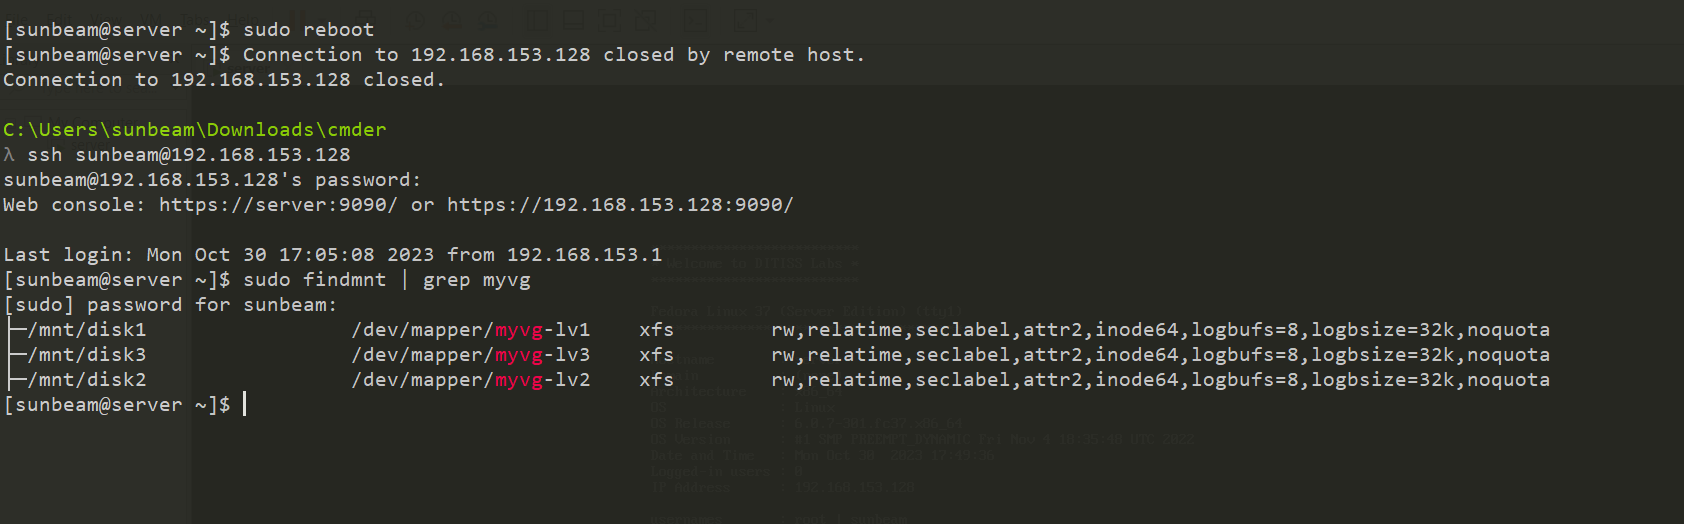 [sunbeam@server ~]$ sudo reboot
[sunbeam@server ~]$ Connection to 192.168.153.128 closed by remote host.
Connection to 192.168.153.128 closed.
C:\Users\sunbeam\Downloads\cmder
λ ssh sunbeam@192.168.153.128
sunbeam@192.168.153.128's password:
Web console: https://server:9090/ or https://192.168.153.128:9090/
Last login: Mon Oct 30 17:05:08 2023 from 192.168.153.1
[sunbeam@server ~]$ sudo findmnt | grep myvg
[sudo] password for sunbeam:
├─/mnt/disk1 /dev/mapper/myvg-lv1 xfs rw,relatime,seclabel,attr2,inode64,logbufs=8,logbsize=32k,noquota
├─/mnt/disk3 /dev/mapper/myvg-lv3 xfs rw,relatime,seclabel,attr2,inode64,logbufs=8,logbsize=32k,noquota
├─/mnt/disk2 /dev/mapper/myvg-lv2 xfs rw,relatime,seclabel,attr2,inode64,logbufs=8,logbsize=32k,noquota
[sunbeam@server ~]$